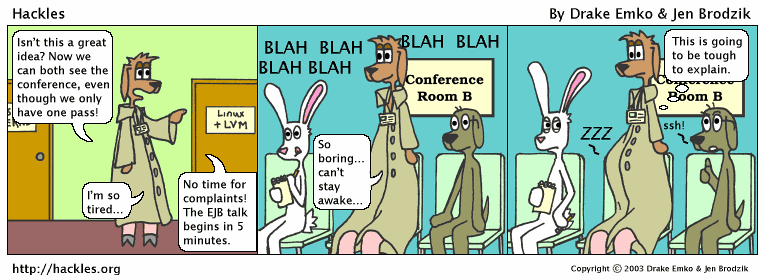 Hackles
By Drake Emko & Jen Brodzik
Isn't this a great
idea? Now we
can both see the
conference, even
though we only
have one pass!
I'm so
tired...
Linux
+ LVM
No time for
complaints!
The EJB talk
begins in 5
minutes.
BLAH BLAH BLAH BLAH
BLAH BLAH
Conference
Room B
So
boring...
can't
stay
awake...
This is going
to be tough
to explain.
Conference
Room B
ZZZ
ssh!
http://hackles.org
Copyright © 2003 Drake Emko & Jen Brodzik